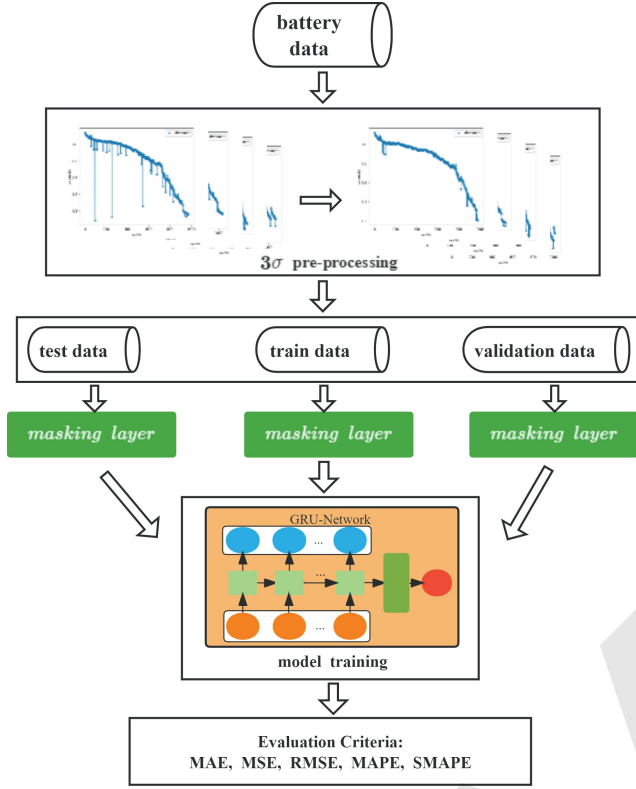 battery
data
3σ pre-processing
test data
train data
validation data
masking layer
masking layer
masking layer
GRU-Network
...
...
...
model training
Evaluation Criteria:
MAE, MSE, RMSE, MAPE, SMAPE